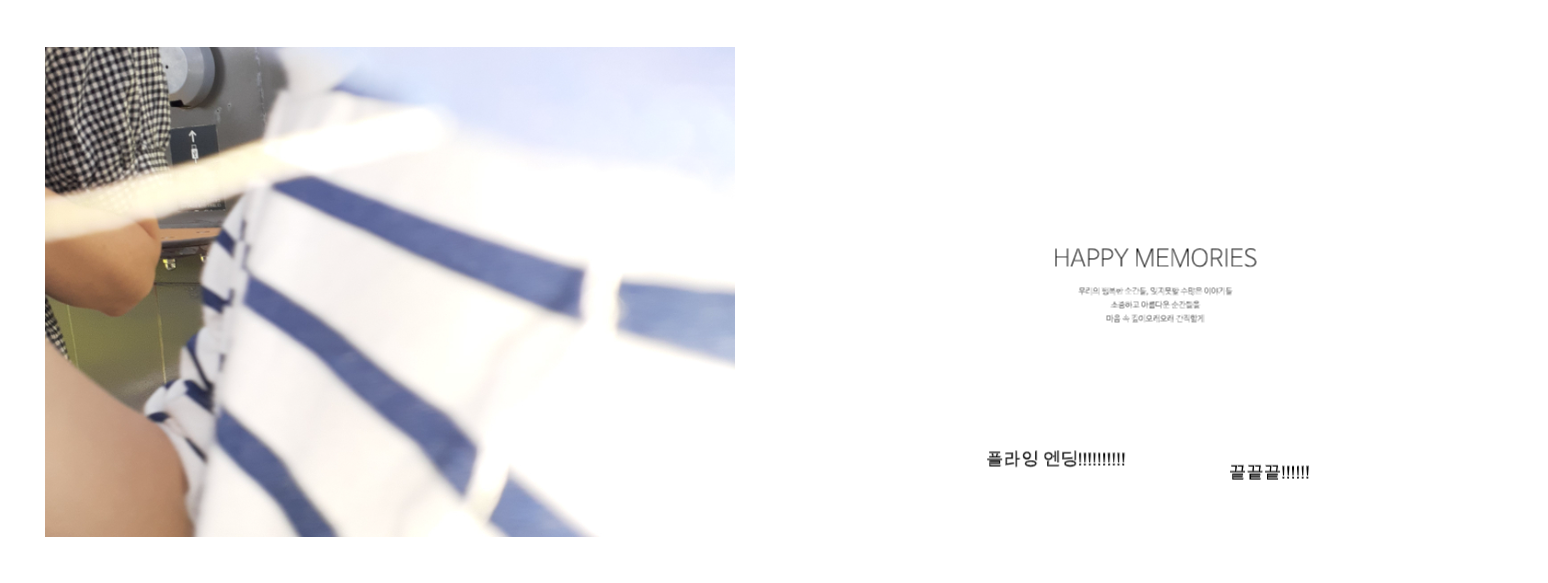 HAPPY MEMORIES
우리의 행복한 순간들, 잊지못할 수많은 이야기들
소중하고 아름다운 순간들을
마음 속 깊이오래오래 간직할게
플라잉 엔딩!!!!!!!!!!
끝끝끝!!!!!!